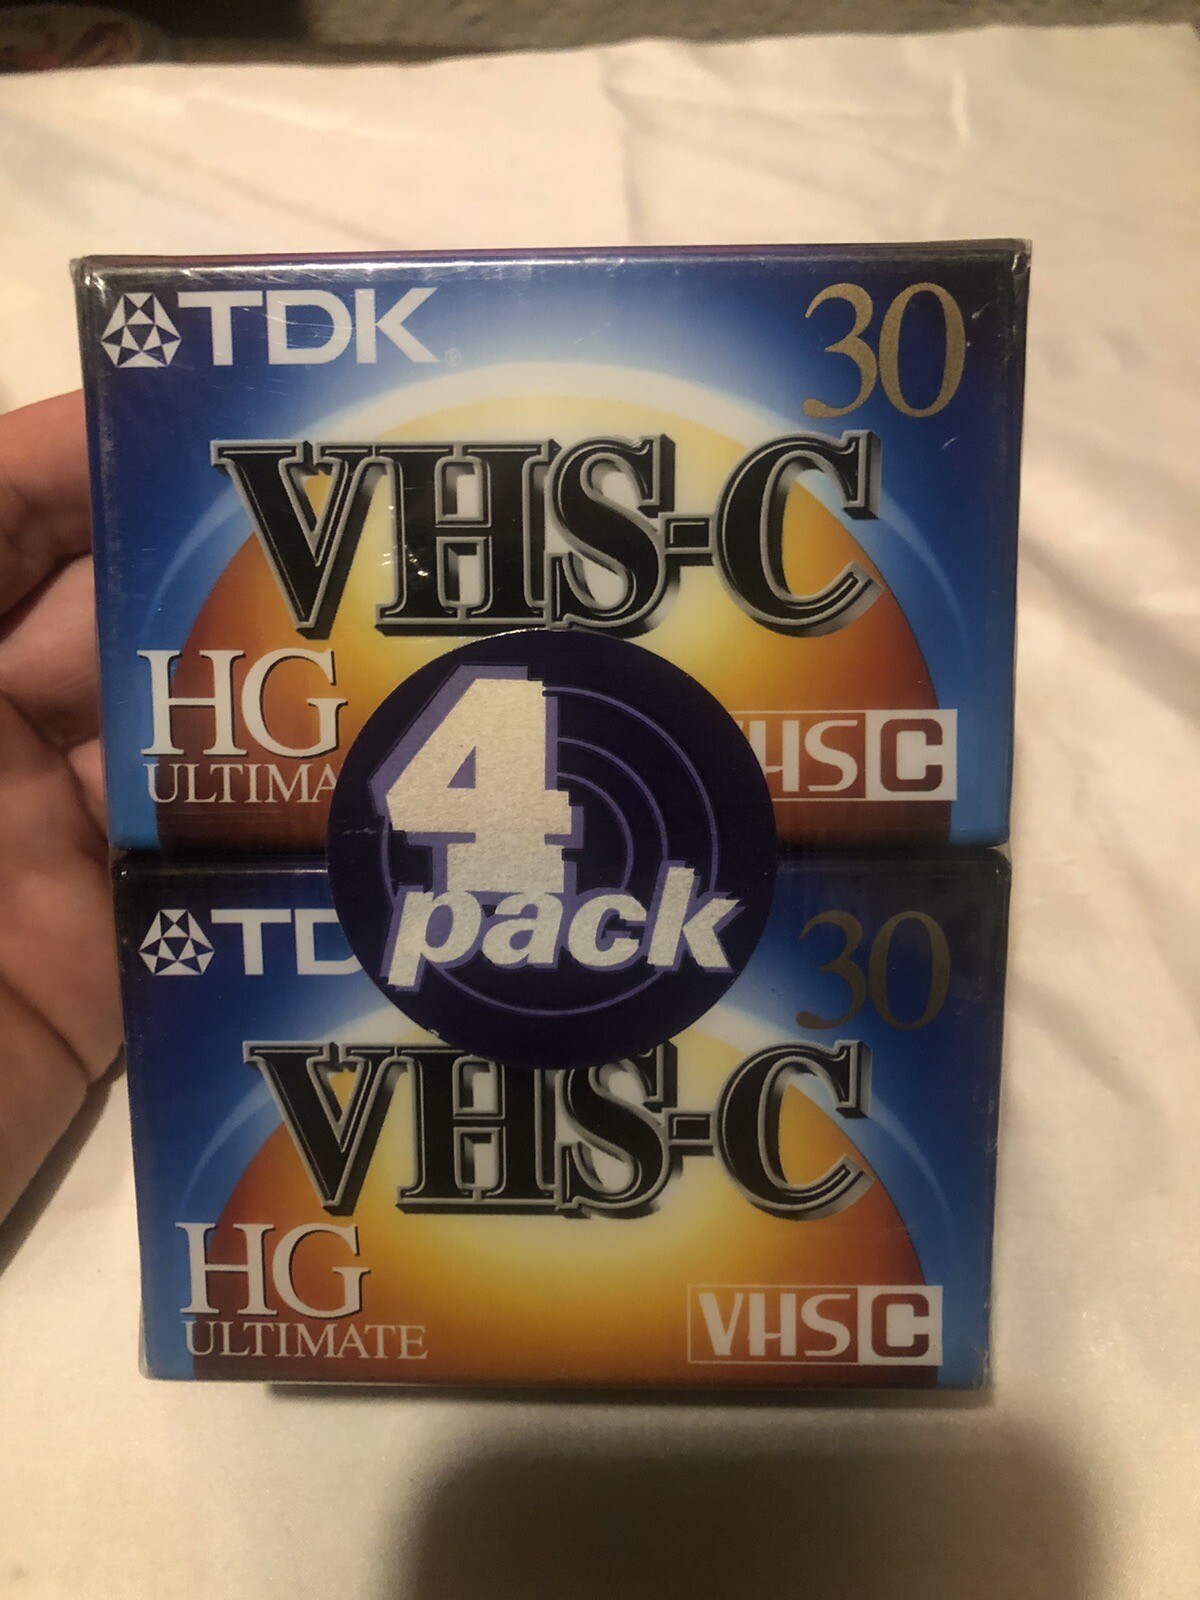 TDK®
30
VHS-C
HG
ULTIMA
HS C
4
pack
TD
30
VHS-C
HG
ULTIMATE
VHS C